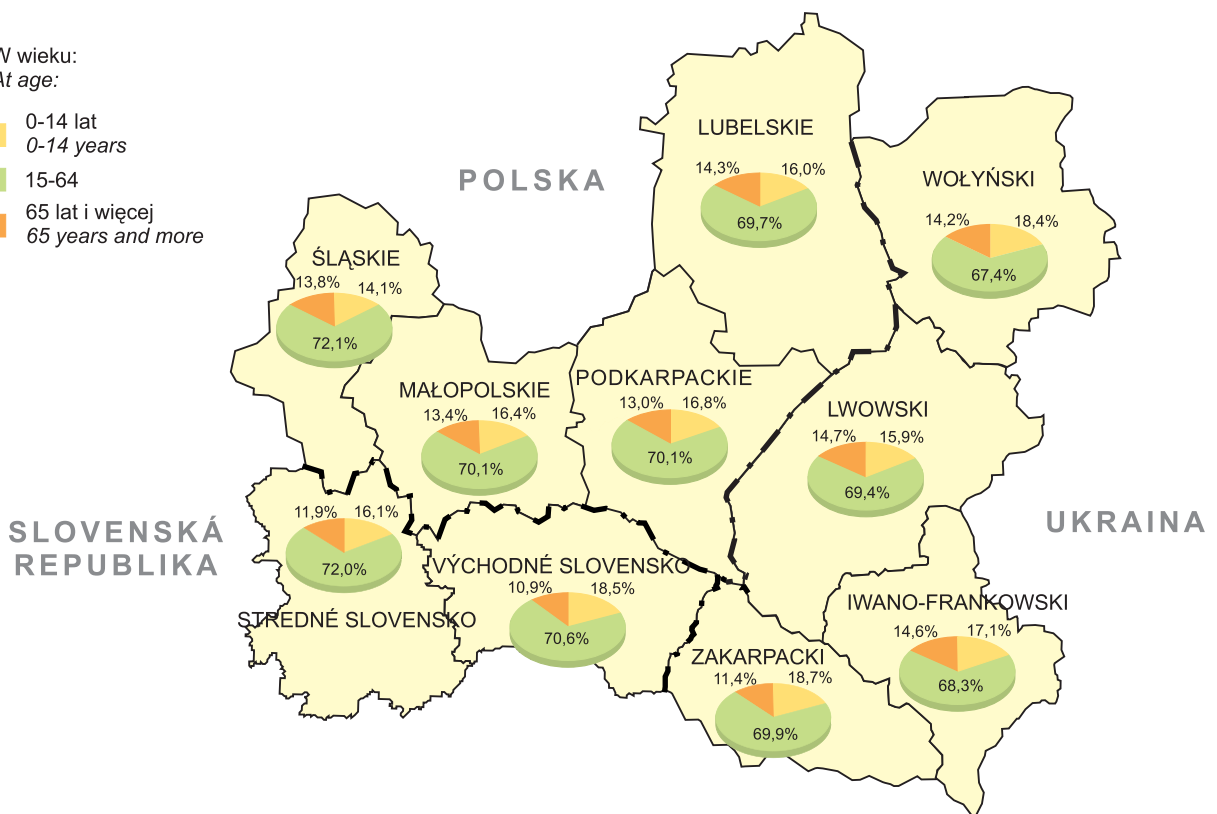 W wieku:
At age:
0-14 lat
0-14 years
15-64
65 lat i więcej
65 years and more
POLSKA
LUBELSKIE
14,3% 16,0%
69,7%
WOŁYŃSKI
14,2% 18,4%
67,4%
ŚLĄSKIE
13,8% 14,1%
72,1%
MAŁOPOLSKIE
13,4% 16,4%
70,1%
PODKARPACKIE
13,0% 16,8%
70,1%
LWOWSKI
14,7% 15,9%
69,4%
SLOVENSKÁ
REPUBLIKA
11,9% 16,1%
72,0%
STREDNÉ SLOVENSKO
VÝCHODNÉ SLOVENSKO
10,9% 18,5%
70,6%
UKRAINA
IWANO-FRANKOWSKI
14,6% 17,1%
68,3%
ZAKARPACKI
11,4% 18,7%
69,9%